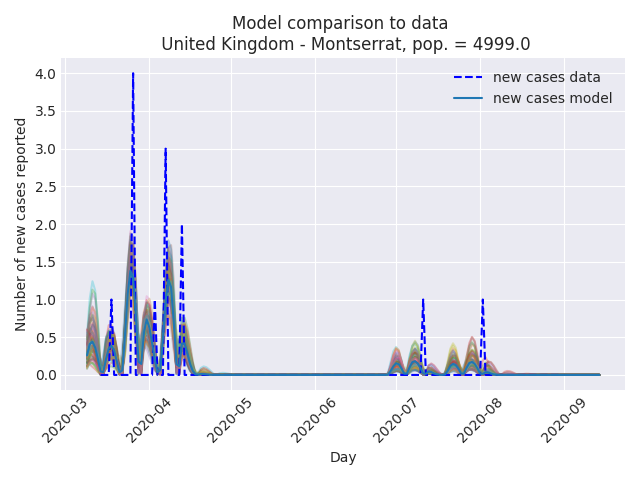 Model comparison to data
United Kingdom - Montserrat, pop. = 4999.0
new cases data
new cases model
Number of new cases reported
4.0
3.5
3.0
2.5
2.0
1.5
1.0
0.5
0.0
2020-03
2020-04
2020-05
2020-06
2020-07
2020-08
2020-09
Day